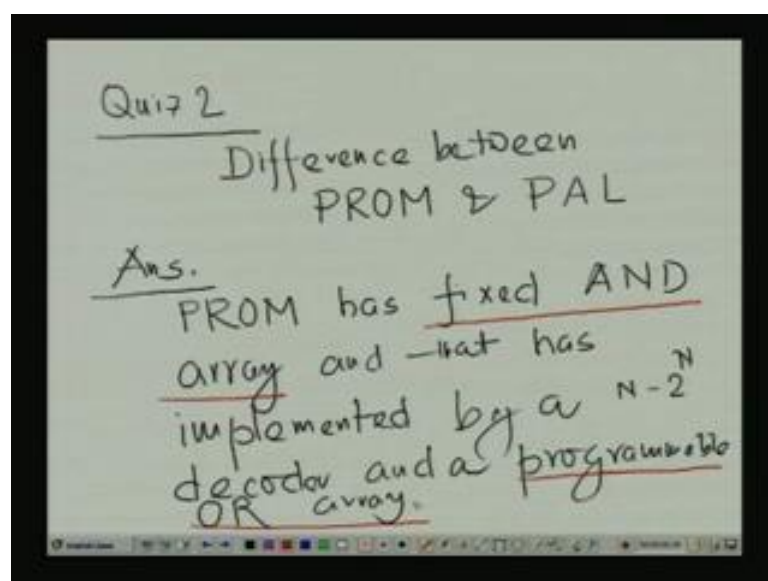 Quiz 2
Difference between
PROM & PAL
Ans.
PROM has fixed AND
array and that has
implemented by a N-2^N
decoder and a programmable
OR array.